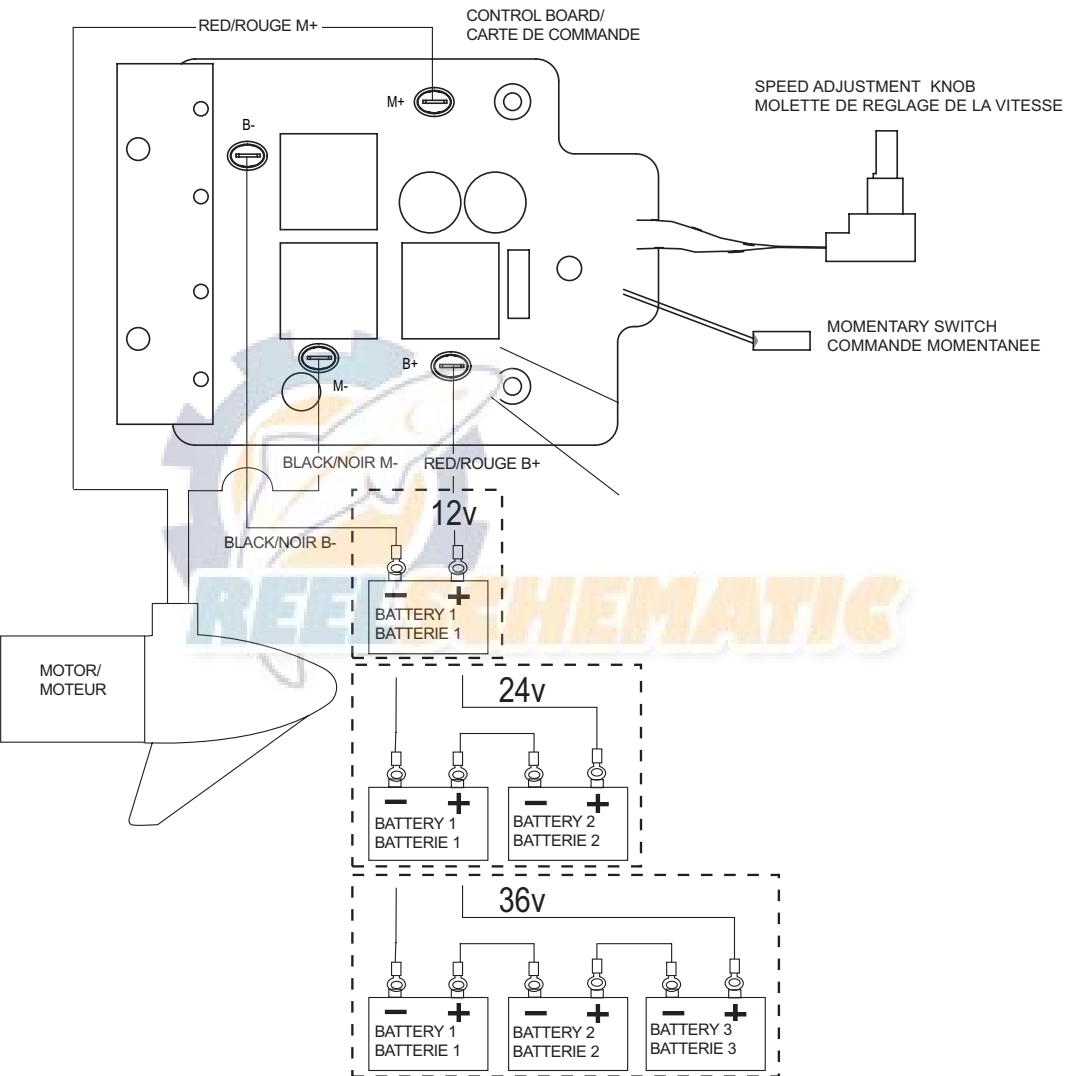 RED/ROUGE M+
CONTROL BOARD/
CARTE DE COMMANDE
SPEED ADJUSTMENT KNOB
MOLETTE DE REGLAGE DE LA VITESSE
M+
B-
MOMENTARY SWITCH
COMMANDE MOMENTANEE
B+
M-
BLACK/NOIR M-
RED/ROUGE B+
12v
BLACK/NOIR B-
- +
BATTERY 1
BATTERIE 1
REEL SCHEMATIC
MOTOR/
MOTEUR
24v
- + - +
BATTERY 1
BATTERIE 1
BATTERY 2
BATTERIE 2
36v
- + - + - +
BATTERY 1
BATTERIE 1
BATTERY 2
BATTERIE 2
BATTERY 3
BATTERIE 3